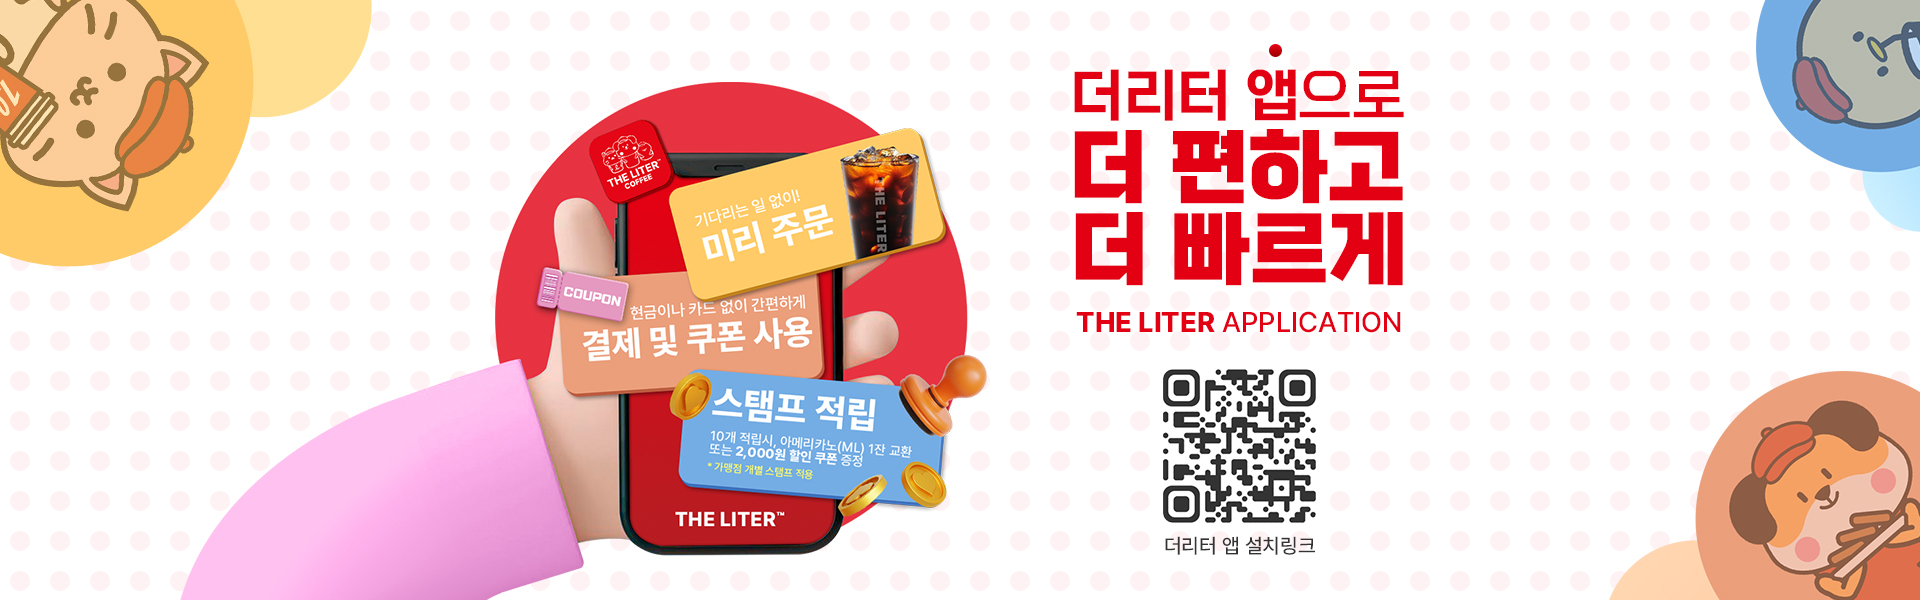 THE LITER™
COFFEE
기다리는 일 없이!
미리 주문
THE LITER
COUPON
현금이나 카드 없이 간편하게
결제 및 쿠폰 사용
스탬프 적립
10개 적립시, 아메리카노(ML) 1잔 교환
또는 2,000원 할인 쿠폰 증정
* 가맹점 개별 스탬프 적용
THE LITER™
더리터 앱으로
더 편하고
더 빠르게
THE LITER APPLICATION
더리터 앱 설치링크